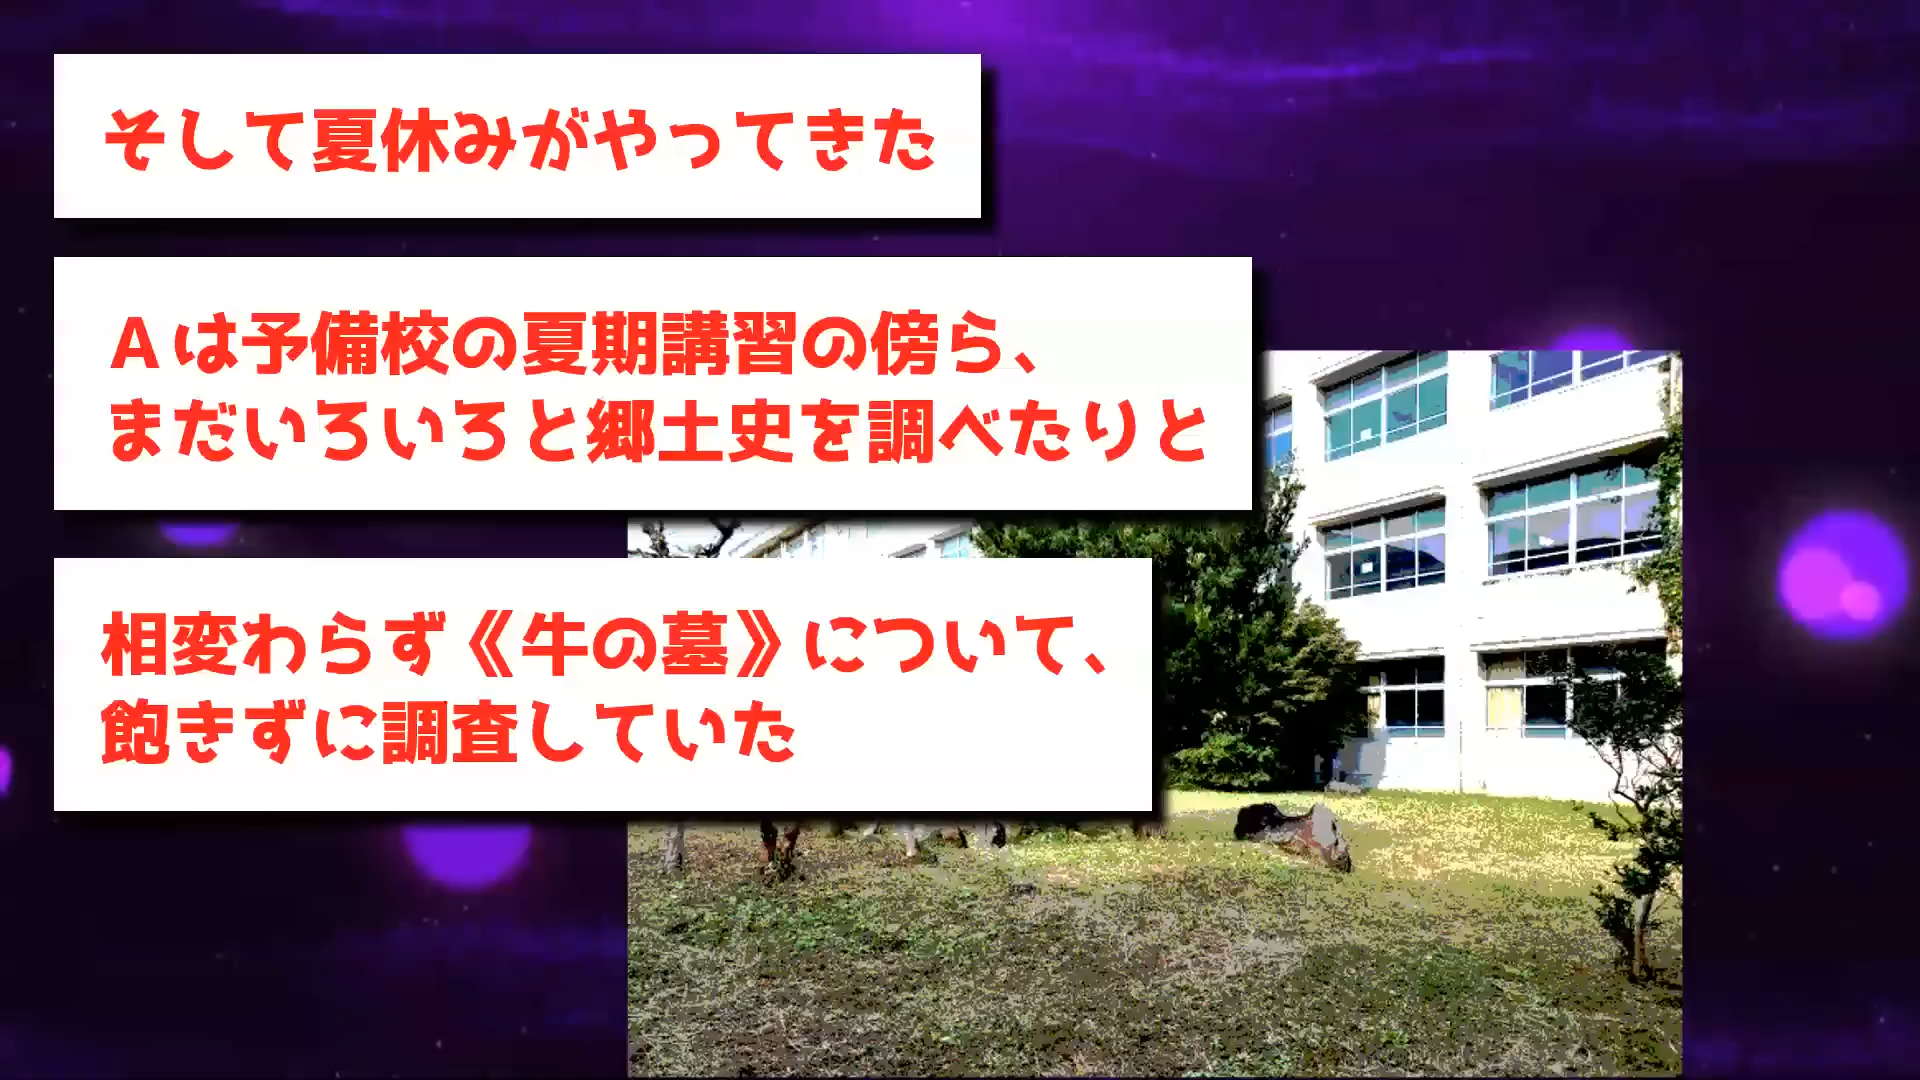 そして夏休みがやってきた
Ａは予備校の夏期講習の傍ら、
まだいろいろと郷土史を調べたりと
相変わらず《牛の墓》について、
飽きずに調査していた